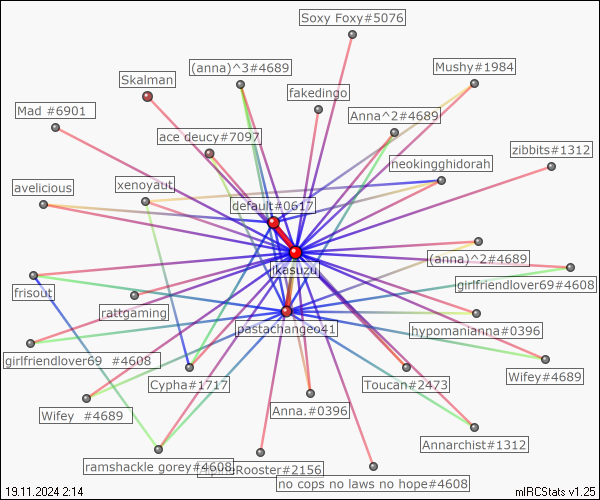 Soxy Foxy#5076
(anna)^3#4689
Mushy#1984
Skalman
fakedingo
Mad #6901
Anna^2#4689
ace deucy#7097
zibbits#1312
neokingghidorah
avelicious
xenoyaut
default#0617
(anna)^2#4689
likesuzu
frisout
girlfriendlover69#4608
rattgaming
pastachangeo41
hypomanianna#0396
girlfriendlover69 #4608
Cypha#1717
Toucan#2473
Wifey#4689
Wifey #4689
Anna.#0396
Annarchist#1312
ramshackle gorey#4608
Rooster#2156
no cops no laws no hope#4608
19.11.2024 2:14
mIRCStats v1.25